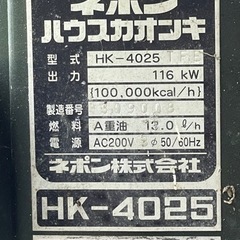 ネポン
ハウスカオンキ
型式 HK-4025
出力 116 kW
{100,000kcal/h}
製造番号
燃料 A重油 13.0 ℓ/h
電源 AC200V φ 50/60Hz
ネポン株式会社
HK-4025